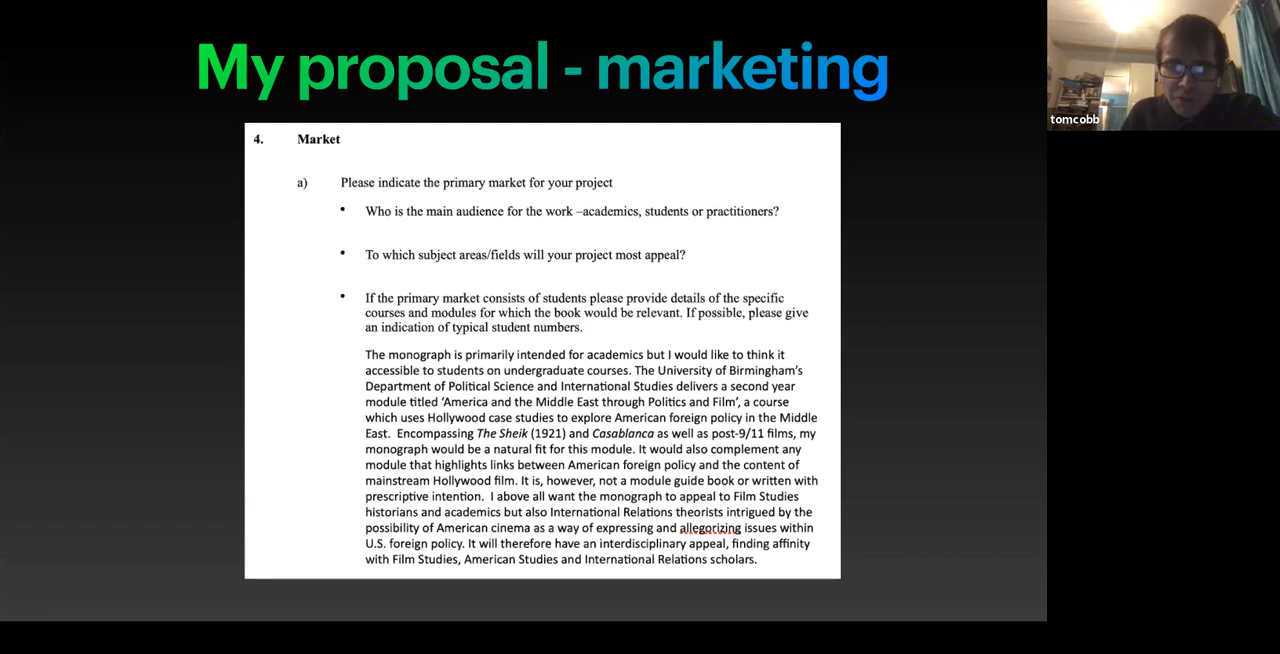 My proposal - marketing
tomcobb
4. Market
a) Please indicate the primary market for your project
• Who is the main audience for the work –academics, students or practitioners?
• To which subject areas/fields will your project most appeal?
• If the primary market consists of students please provide details of the specific
courses and modules for which the book would be relevant. If possible, please give
an indication of typical student numbers.
The monograph is primarily intended for academics but I would like to think it
accessible to students on undergraduate courses. The University of Birmingham’s
Department of Political Science and International Studies delivers a second year
module titled ‘America and the Middle East through Politics and Film’, a course
which uses Hollywood case studies to explore American foreign policy in the Middle
East. Encompassing The Sheik (1921) and Casablanca as well as post-9/11 films, my
monograph would be a natural fit for this module. It would also complement any
module that highlights links between American foreign policy and the content of
mainstream Hollywood film. It is, however, not a module guide book or written with
prescriptive intention. I above all want the monograph to appeal to Film Studies
historians and academics but also International Relations theorists intrigued by the
possibility of American cinema as a way of expressing and allegorizing issues within
U.S. foreign policy. It will therefore have an interdisciplinary appeal, finding affinity
with Film Studies, American Studies and International Relations scholars.